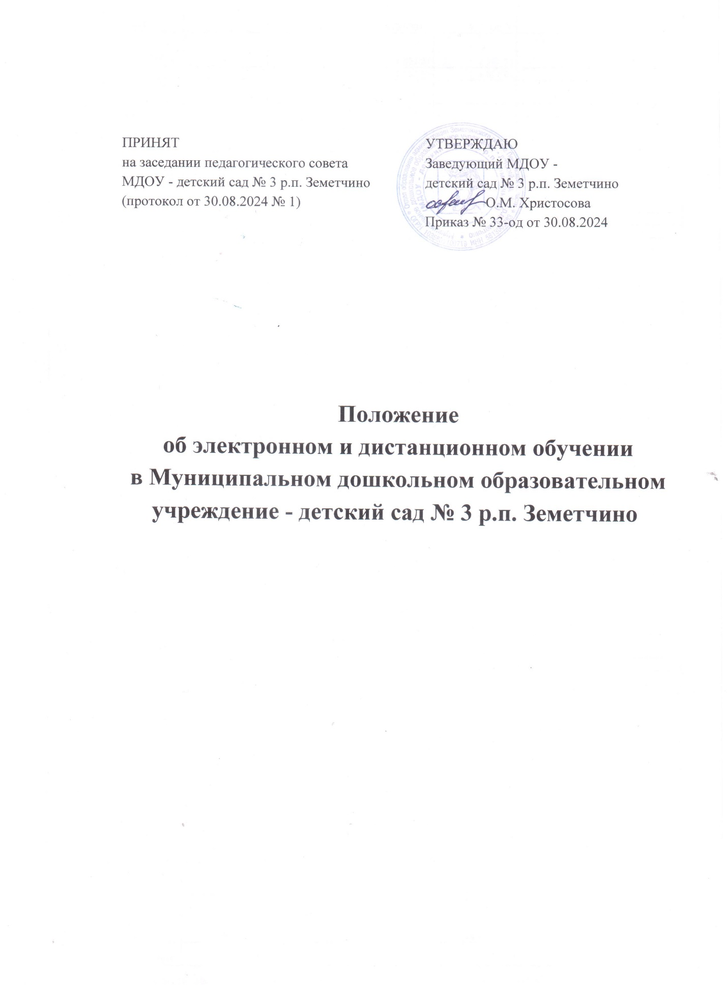 ПРИНЯТ
на заседании педагогического совета
МДОУ - детский сад № 3 р.п. Земетчино
(протокол от 30.08.2024 № 1)
УТВЕРЖДАЮ
Заведующий МДОУ -
детский сад № 3 р.п. Земетчино
О.М. Христосова
Приказ № 33-од от 30.08.2024
Положение
об электронном и дистанционном обучении
в Муниципальном дошкольном образовательном
учреждение - детский сад № 3 р.п. Земетчино